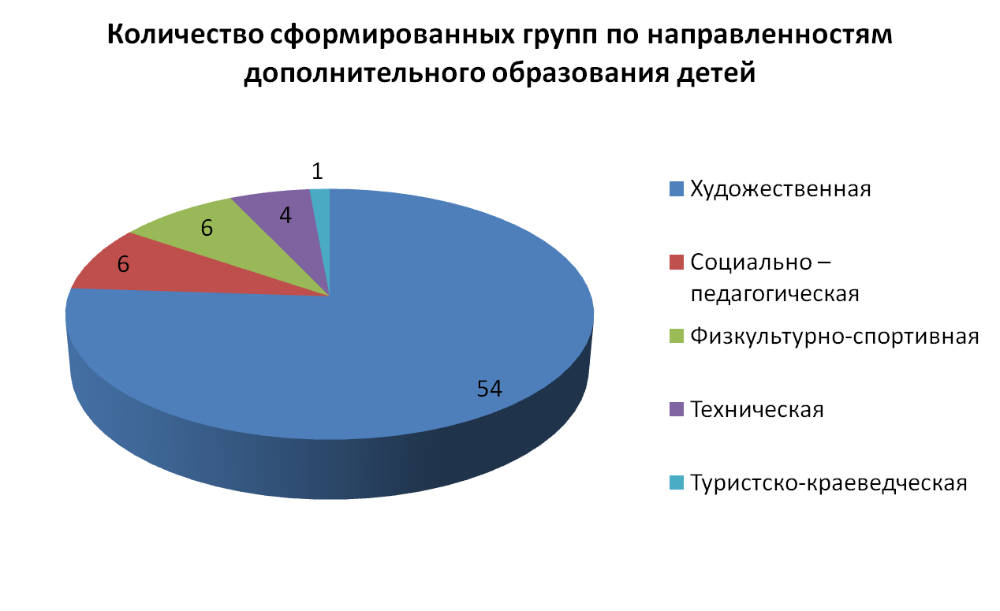 Количество сформированных групп по направленностям
дополнительного образования детей
1
4
6
6
54
Художественная
Социально –
педагогическая
Физкультурно-спортивная
Техническая
Туристско-краеведческая